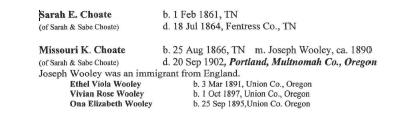 Sarah E. Choate b. 1 Feb 1861, TN
(of Sarah & Sabe Choate) d. 18 Jul 1864, Fentress Co., TN
Missouri K. Choate b. 25 Aug 1866, TN m. Joseph Wooley, ca. 1890
(of Sarah & Sabe Choate) d. 20 Sep 1902, Portland, Multnomah Co., Oregon
Joseph Wooley was an immigrant from England.
Ethel Viola Wooley b. 3 Mar 1891, Union Co., Oregon
Vivian Rose Wooley b. 1 Oct 1897, Union Co., Oregon
Ona Elizabeth Wooley b. 25 Sep 1895,Union Co., Oregon